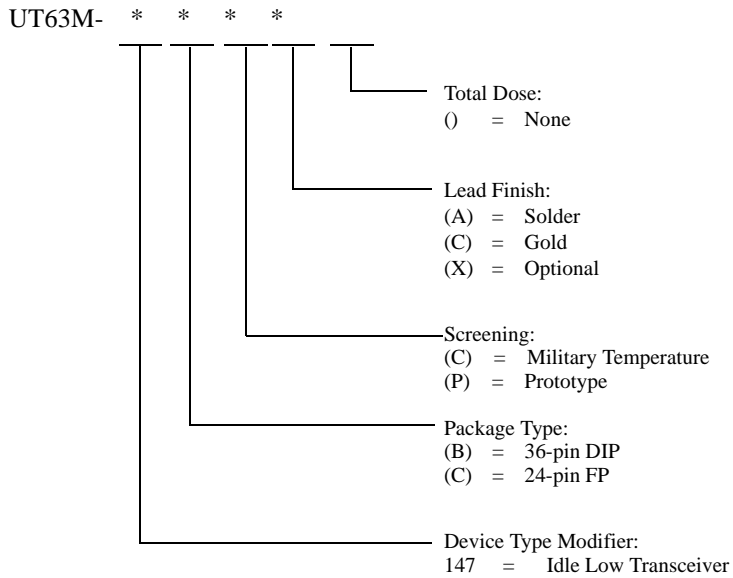 UT63M- * * * *
Total Dose:
() = None
Lead Finish:
(A) = Solder
(C) = Gold
(X) = Optional
Screening:
(C) = Military Temperature
(P) = Prototype
Package Type:
(B) = 36-pin DIP
(C) = 24-pin FP
Device Type Modifier:
147 = Idle Low Transceiver